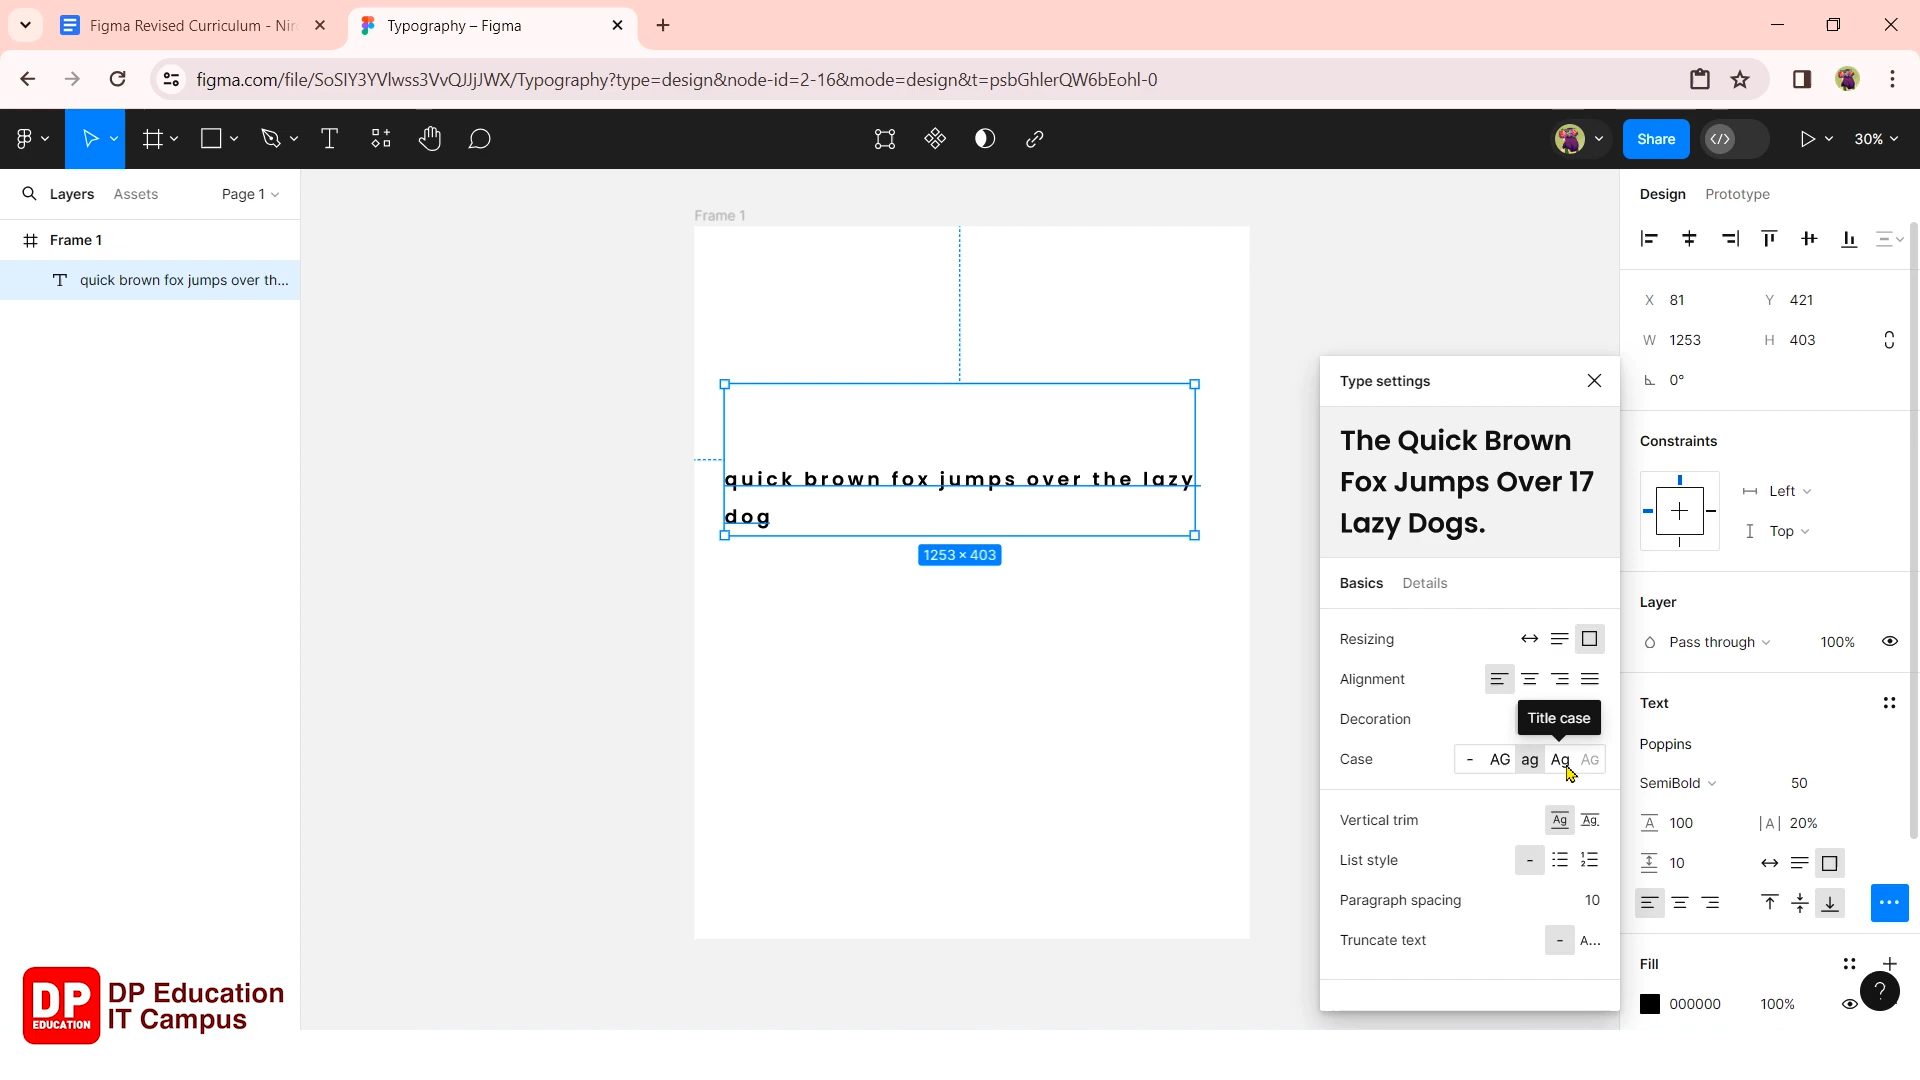 Figma Revised Curriculum - Nir
Typography – Figma
figma.com/file/SoSIY3YVlwss3VvQJJjJWX/Typography?type=design&node-id=2-16&mode=design&t=psbGhlerQW6bEohl-0
Share
30%
Layers
Assets
Page 1
Frame 1
quick brown fox jumps over th...
Frame 1
quick brown fox jumps over the lazy
dog
1253 × 403
Type settings
The Quick Brown
Fox Jumps Over 17
Lazy Dogs.
Basics
Details
Resizing
Alignment
Decoration
Title case
Case
- AG ag Ag AG
Vertical trim
Ag Ag
List style
-
Paragraph spacing
10
Truncate text
- A...
Design
Prototype
X 81
Y 421
W 1253
H 403
0°
Constraints
Left
Top
Layer
Pass through
100%
Text
Poppins
SemiBold
50
A 100
|A| 20%
10
Fill
000000
100%
?
DP
EDUCATION
DP Education
IT Campus